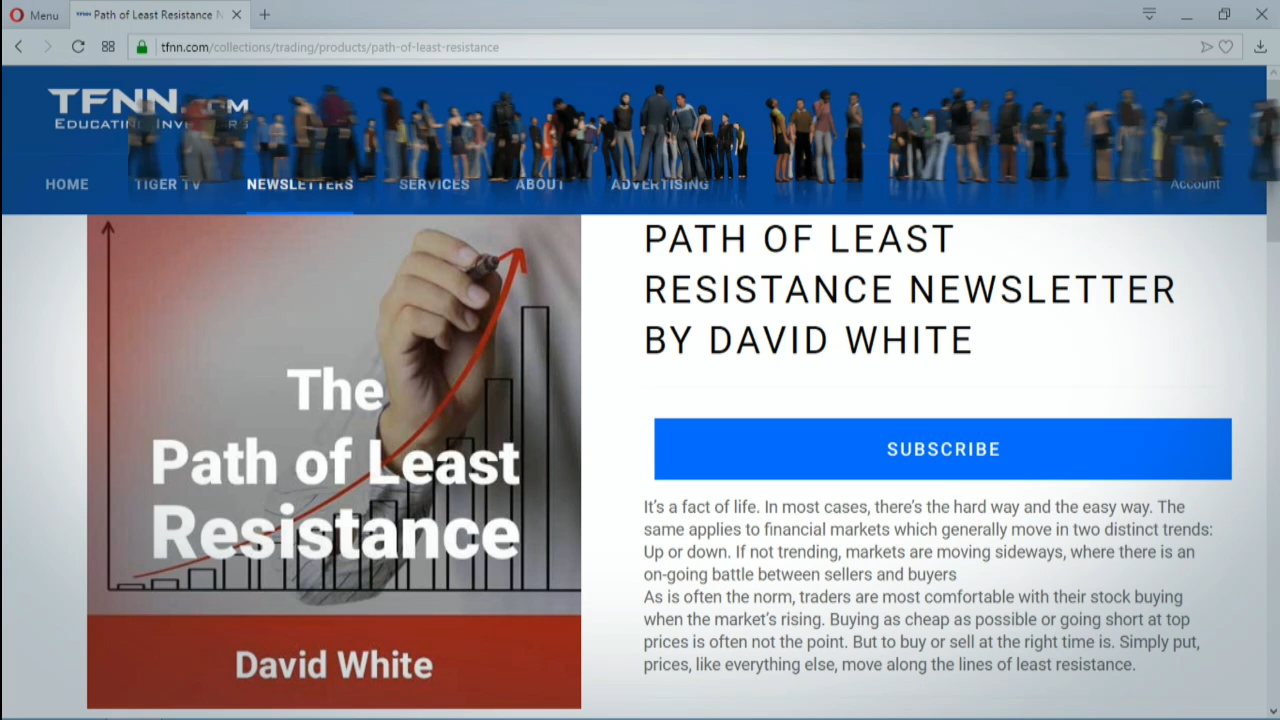 Menu
Path of Least Resistance N
tfnn.com/collections/trading/products/path-of-least-resistance
TFNN.COM
EDUCATING INVESTORS
HOME TIGER TV NEWSLETTERS SERVICES ABOUT ADVERTISING Account
The
Path of Least
Resistance
David White
PATH OF LEAST
RESISTANCE NEWSLETTER
BY DAVID WHITE
SUBSCRIBE
It's a fact of life. In most cases, there's the hard way and the easy way. The
same applies to financial markets which generally move in two distinct trends:
Up or down. If not trending, markets are moving sideways, where there is an
on-going battle between sellers and buyers
As is often the norm, traders are most comfortable with their stock buying
when the market's rising. Buying as cheap as possible or going short at top
prices is often not the point. But to buy or sell at the right time is. Simply put,
prices, like everything else, move along the lines of least resistance.